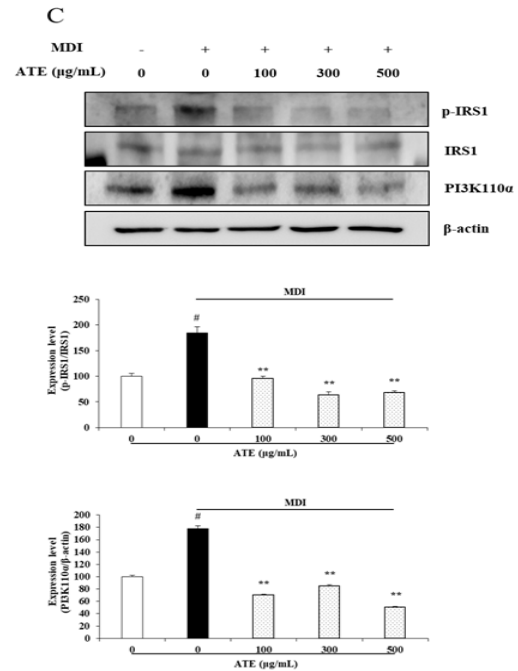 C
MDI - + + + +
ATE (μg/mL) 0 0 100 300 500
p-IRS1
IRS1
PI3K110α
β-actin
MDI
Expression level
(p-IRS1/IRS1)
250
200
150
100
50
0
#
**
**
**
0 0 100 300 500
ATE (μg/mL)
MDI
Expression level
(PI3K110α/β-actin)
200
180
160
140
120
100
80
60
40
20
0
#
**
**
**
0 0 100 300 500
ATE (μg/mL)